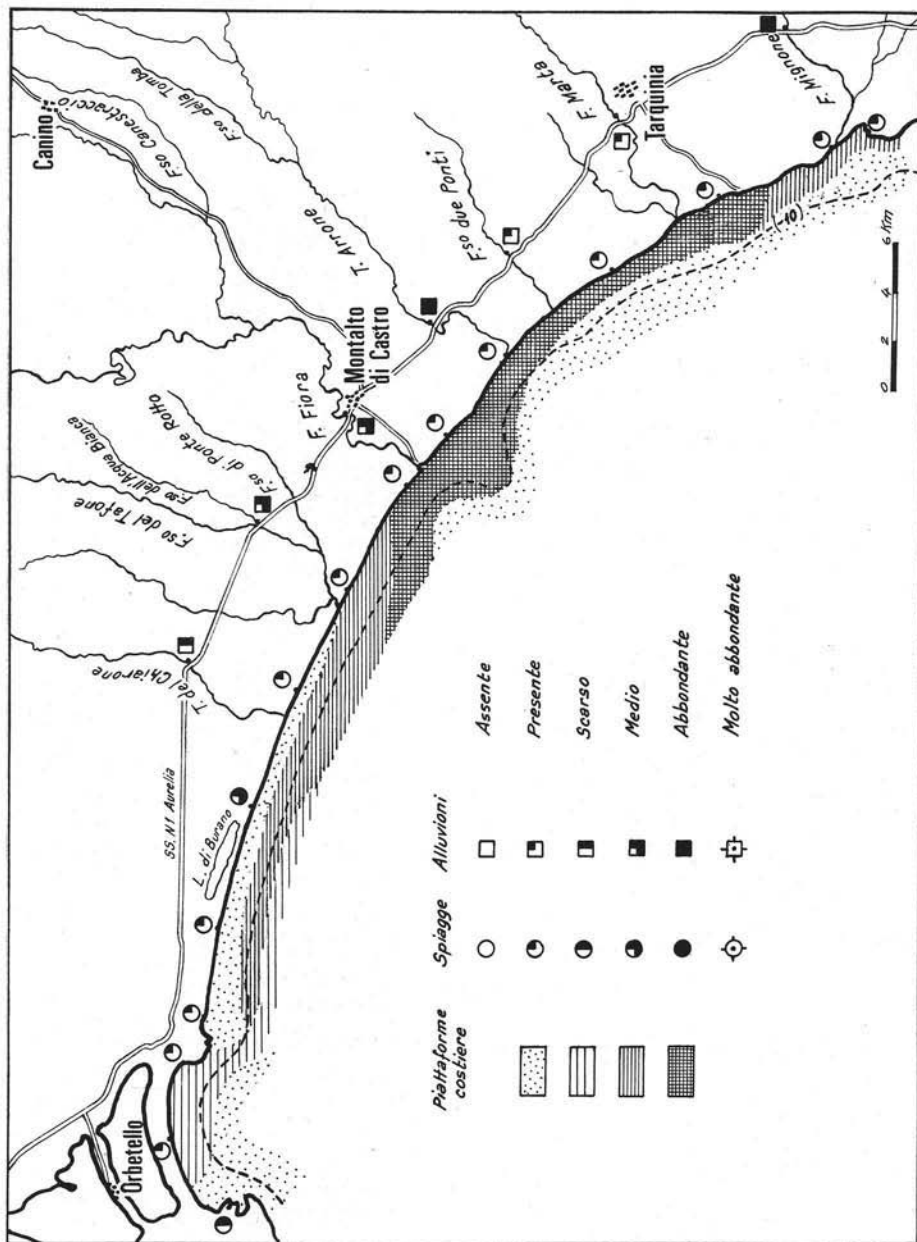 Canino
F.so Canestraccio
F.so della Tomba
T. Arrone
F.so due Ponti
F. Marta
Tarquinia
F. Mignone
Montalto
di Castro
F. Fiora
F.so di Ponte Rotto
F.so dell'Acqua Bianca
F.so del Tafone
T. del Chiarone
SS. N1 Aurelia
L. di Burano
Orbetello
(10)
0 2 4 6 Km
Piattaforme
costiere
Spiagge
Alluvioni
Assente
Presente
Scarso
Medio
Abbondante
Molto abbondante